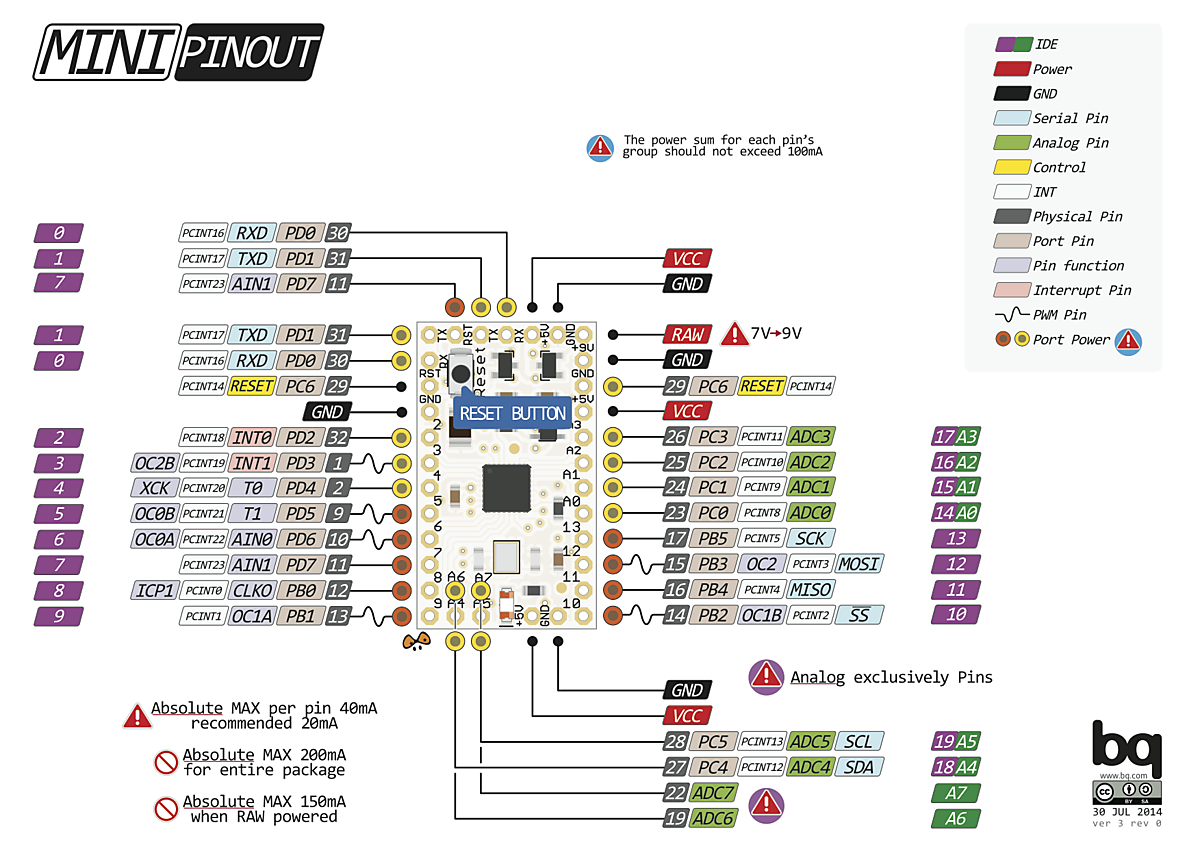 MINI PINOUT
IDE
Power
GND
Serial Pin
Analog Pin
Control
INT
Physical Pin
Port Pin
Pin function
Interrupt Pin
PWM Pin
Port Power
The power sum for each pin's
group should not exceed 100mA
0 PCINT16 RXD PD0 30
1 PCINT17 TXD PD1 31
7 PCINT23 AIN1 PD7 11
VCC
GND
1 PCINT17 TXD PD1 31
0 PCINT16 RXD PD0 30
PCINT14 RESET PC6 29
GND
2 PCINT18 INT0 PD2 32
3 OC2B PCINT19 INT1 PD3 1
4 XCK PCINT20 T0 PD4 2
5 OC0B PCINT21 T1 PD5 9
6 OC0A PCINT22 AIN0 PD6 10
7 PCINT23 AIN1 PD7 11
8 ICP1 PCINT0 CLKO PB0 12
9 PCINT1 OC1A PB1 13
TX RST TX RX +5V GND
RX
RST
GND
2
3
4
5
6
7
8 A6 A7
9 A4 A5 +5V GND
Reset
RESET BUTTON
+9V
GND
+5V
A3
A2
A1
A0
13
12
11
10
RAW 7V→9V
GND
29 PC6 RESET PCINT14
VCC
26 PC3 PCINT11 ADC3 17 A3
25 PC2 PCINT10 ADC2 16 A2
24 PC1 PCINT9 ADC1 15 A1
23 PC0 PCINT8 ADC0 14 A0
17 PB5 PCINT5 SCK 13
15 PB3 OC2 PCINT3 MOSI 12
16 PB4 PCINT4 MISO 11
14 PB2 OC1B PCINT2 SS 10
GND
VCC
28 PC5 PCINT13 ADC5 SCL 19 A5
27 PC4 PCINT12 ADC4 SDA 18 A4
22 ADC7 A7
19 ADC6 A6
Analog exclusively Pins
Absolute MAX per pin 40mA
recommended 20mA
Absolute MAX 200mA
for entire package
Absolute MAX 150mA
when RAW powered
bq
www.bq.com
CC BY SA
30 JUL 2014
ver 3 rev 0